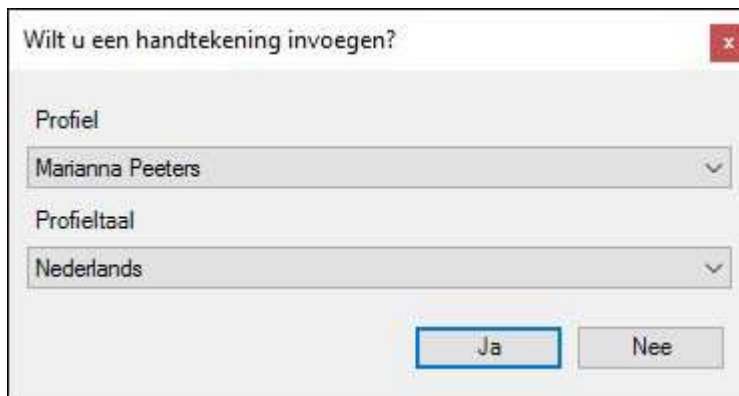 Wilt u een handtekening invoegen?
x
Profiel
Marianna Peeters
Profieltaal
Nederlands
Ja Nee